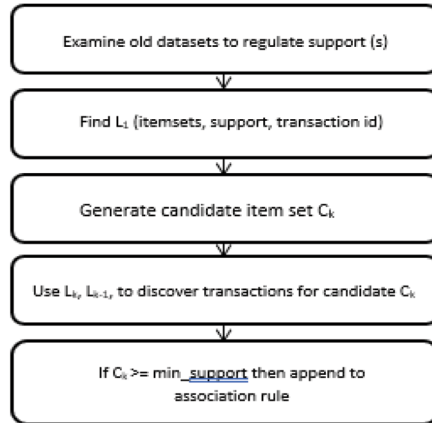 Examine old datasets to regulate support (s)
Find L₁ (itemsets, support, transaction id)
Generate candidate item set Cₖ
Use Lₖ, Lₖ₋₁, to discover transactions for candidate Cₖ
If Cₖ >= min_support then append to
association rule